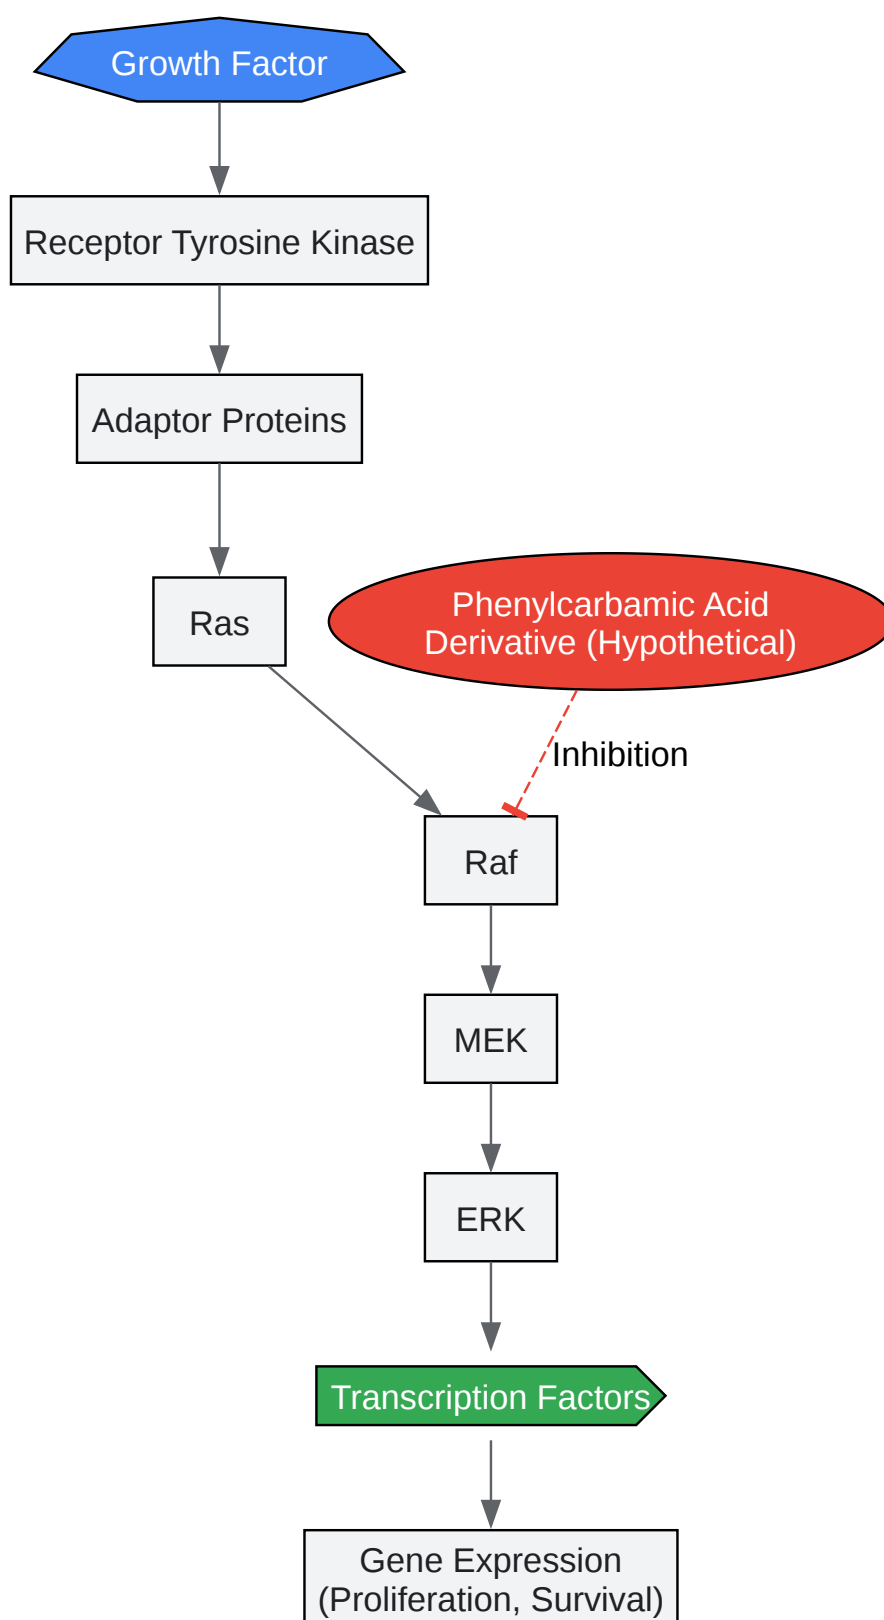 Growth Factor
Receptor Tyrosine Kinase
Adaptor Proteins
Ras
Phenylcarbamic Acid
Derivative (Hypothetical)
Inhibition
Raf
MEK
ERK
Transcription Factors
Gene Expression
(Proliferation, Survival)